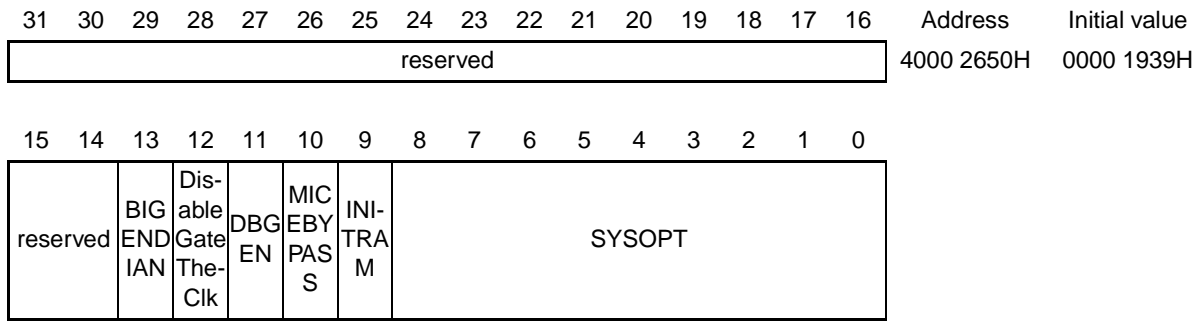 31 30 29 28 27 26 25 24 23 22 21 20 19 18 17 16 Address Initial value
reserved 4000 2650H 0000 1939H
15 14 13 12 11 10 9 8 7 6 5 4 3 2 1 0
reserved
BIG
END
IAN
Dis-
able
Gate
The-
Clk
DBG
EN
MIC
EBY
PAS
S
INI-
TRA
M
SYSOPT